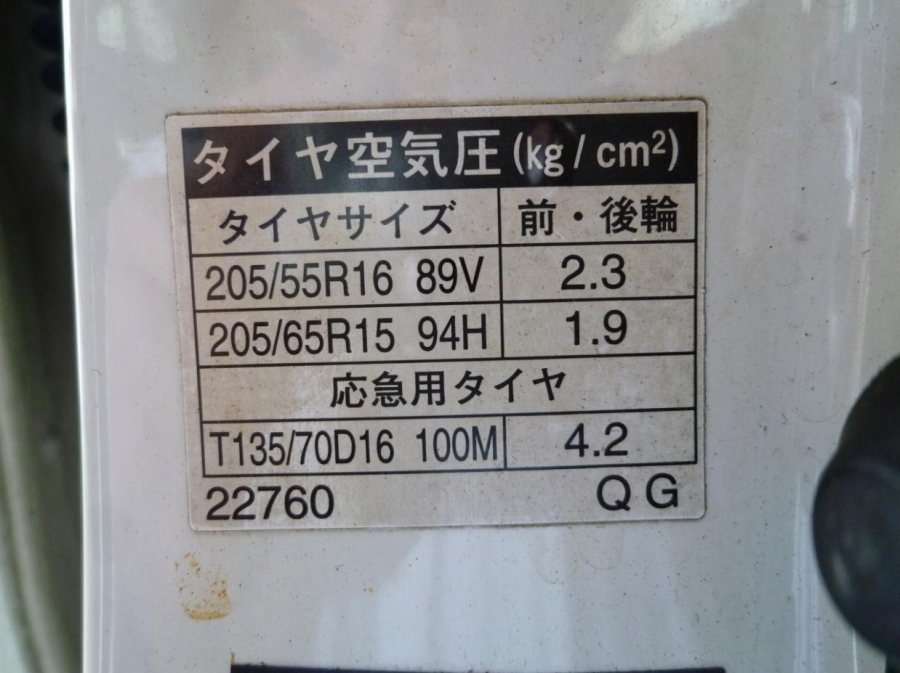 タイヤ空気圧(kg/cm²)
タイヤサイズ 前・後輪
205/55R16 89V 2.3
205/65R15 94H 1.9
応急用タイヤ
T135/70D16 100M 4.2
22760 QG